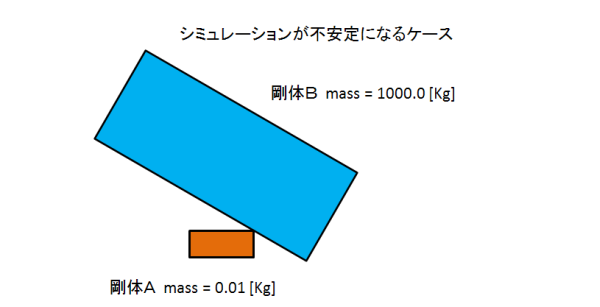 シミュレーションが不安定になるケース
剛体B mass = 1000.0 [Kg]
剛体A mass = 0.01 [Kg]